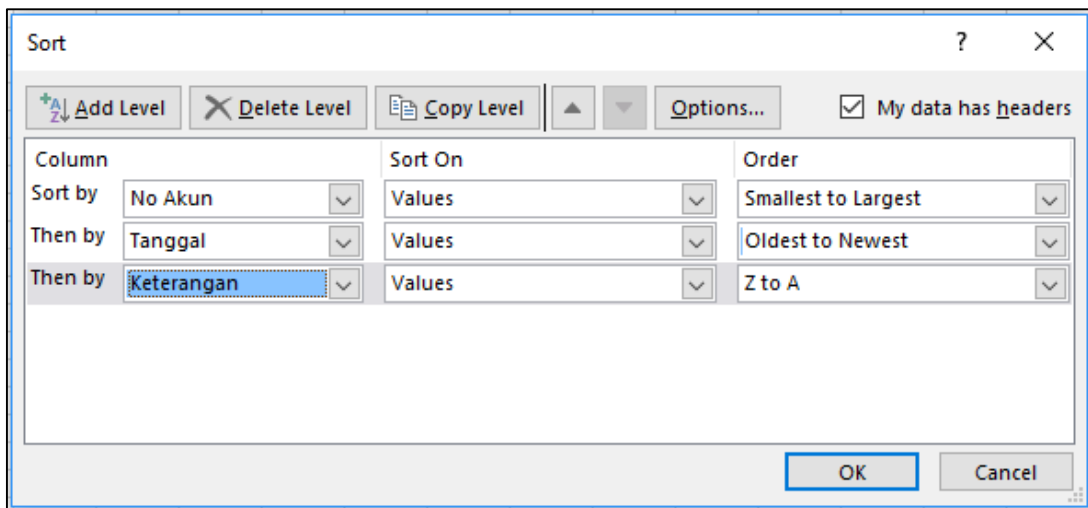 Sort ?
Add Level Delete Level Copy Level Options... My data has headers
Column Sort On Order
Sort by No Akun Values Smallest to Largest
Then by Tanggal Values Oldest to Newest
Then by Keterangan Values Z to A
OK Cancel